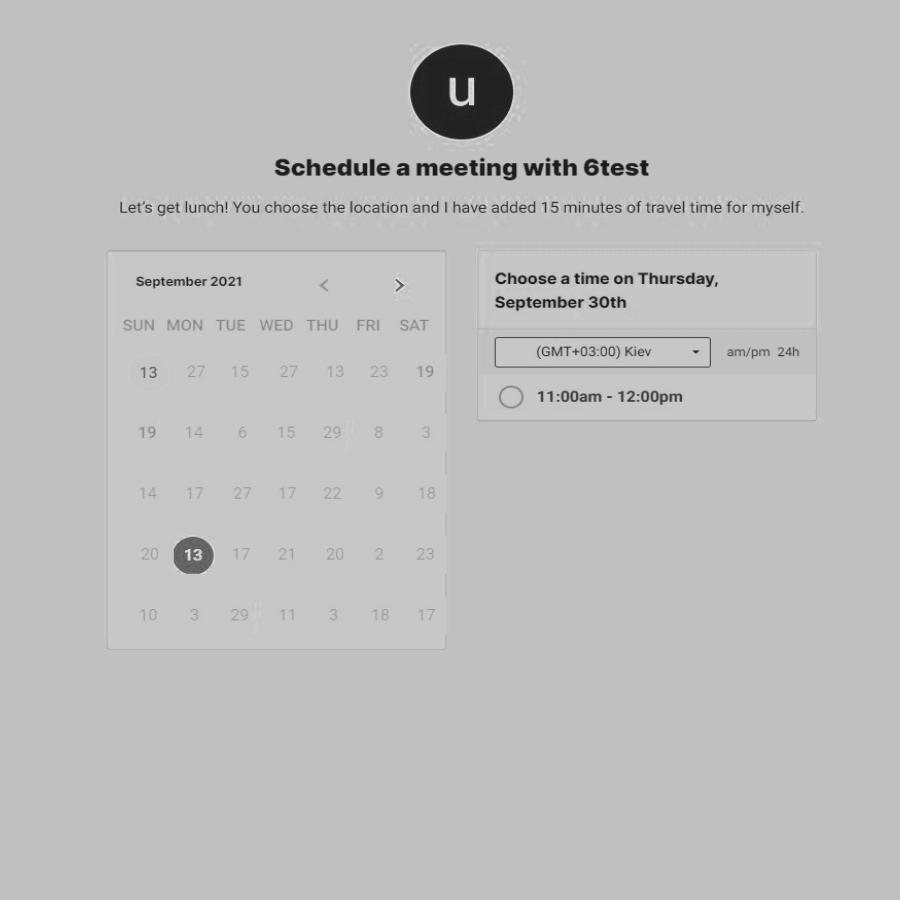 u
Schedule a meeting with 6test
Let's get lunch! You choose the location and I have added 15 minutes of travel time for myself.
September 2021 < >
SUN MON TUE WED THU FRI SAT
13 27 15 27 13 23 19
19 14 6 15 29 8 3
14 17 27 17 22 9 18
20 13 17 21 20 2 23
10 3 29 11 3 18 17
Choose a time on Thursday,
September 30th
(GMT+03:00) Kiev am/pm 24h
11:00am - 12:00pm